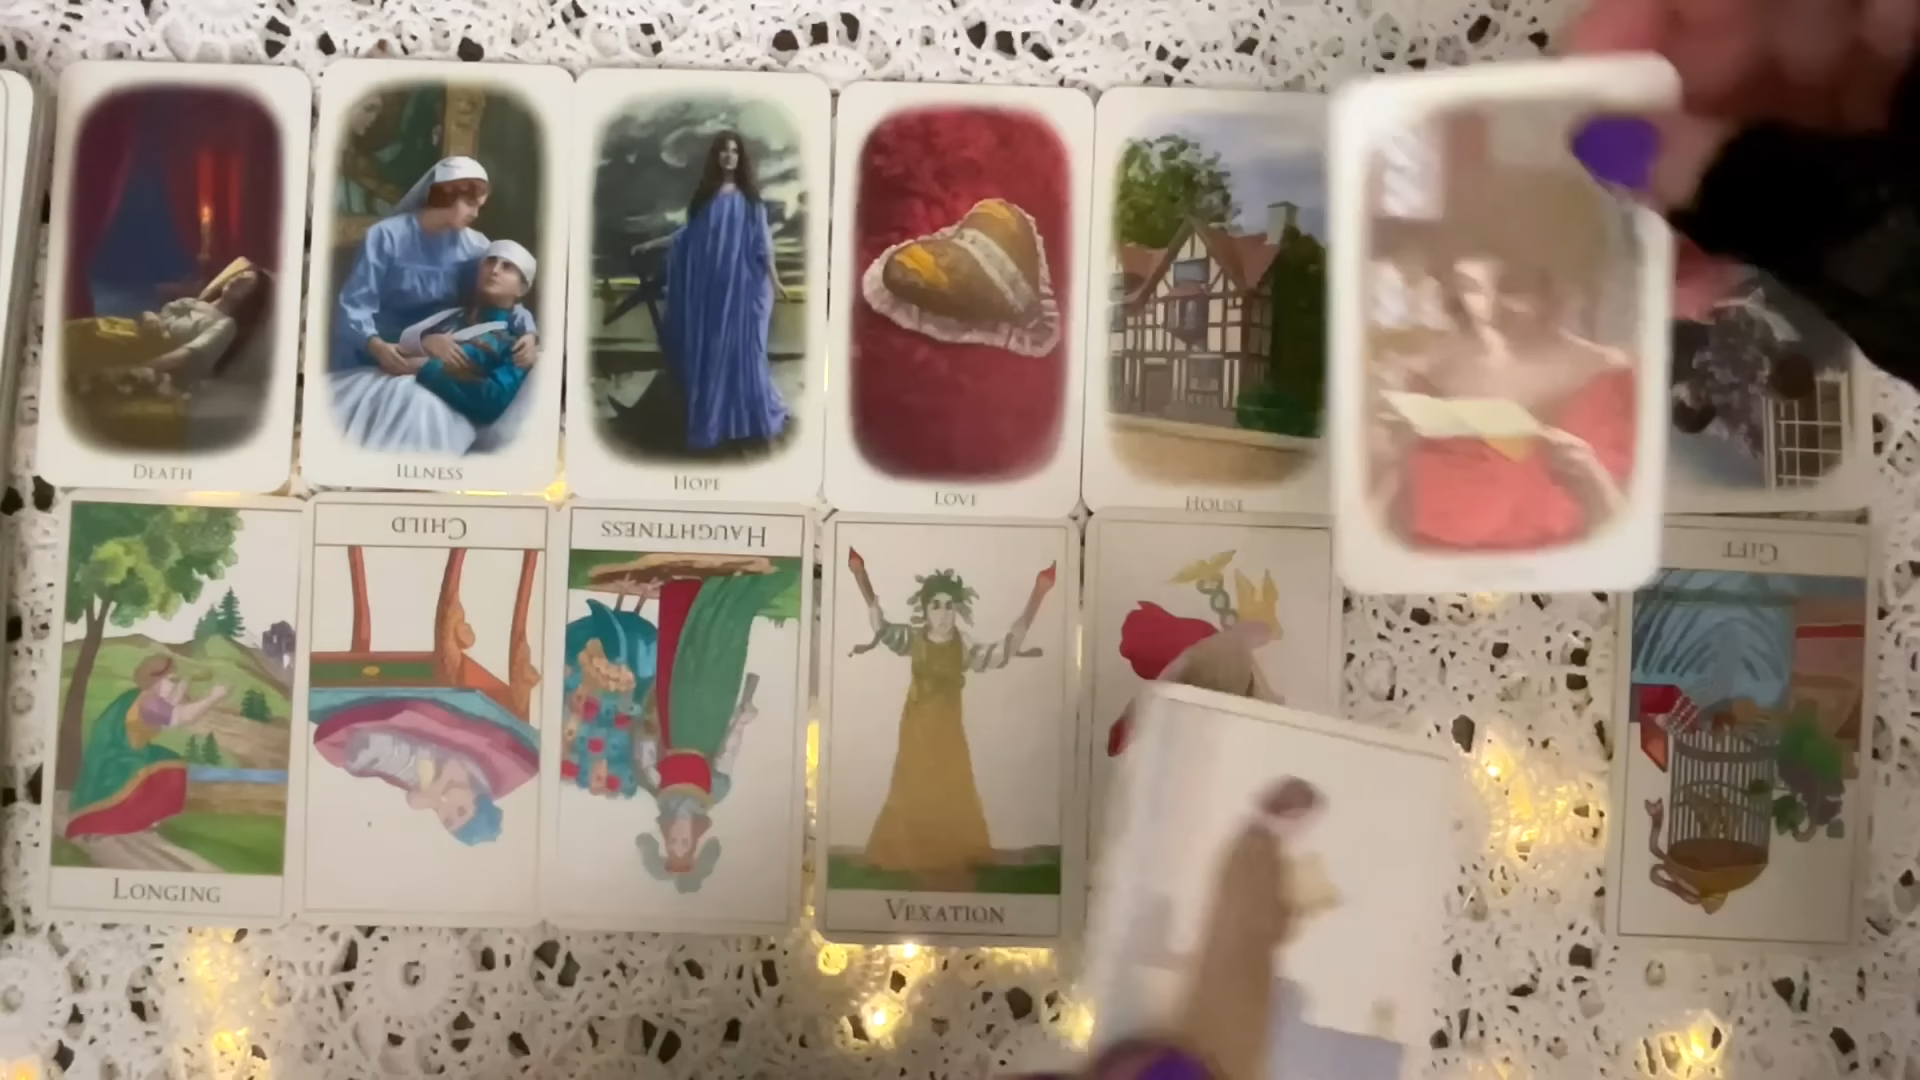 DEATH
ILLNESS
HOPE
LOVE
HOUSE
CHILD
HAUGHTINESS
GIFT
LONGING
VEXATION